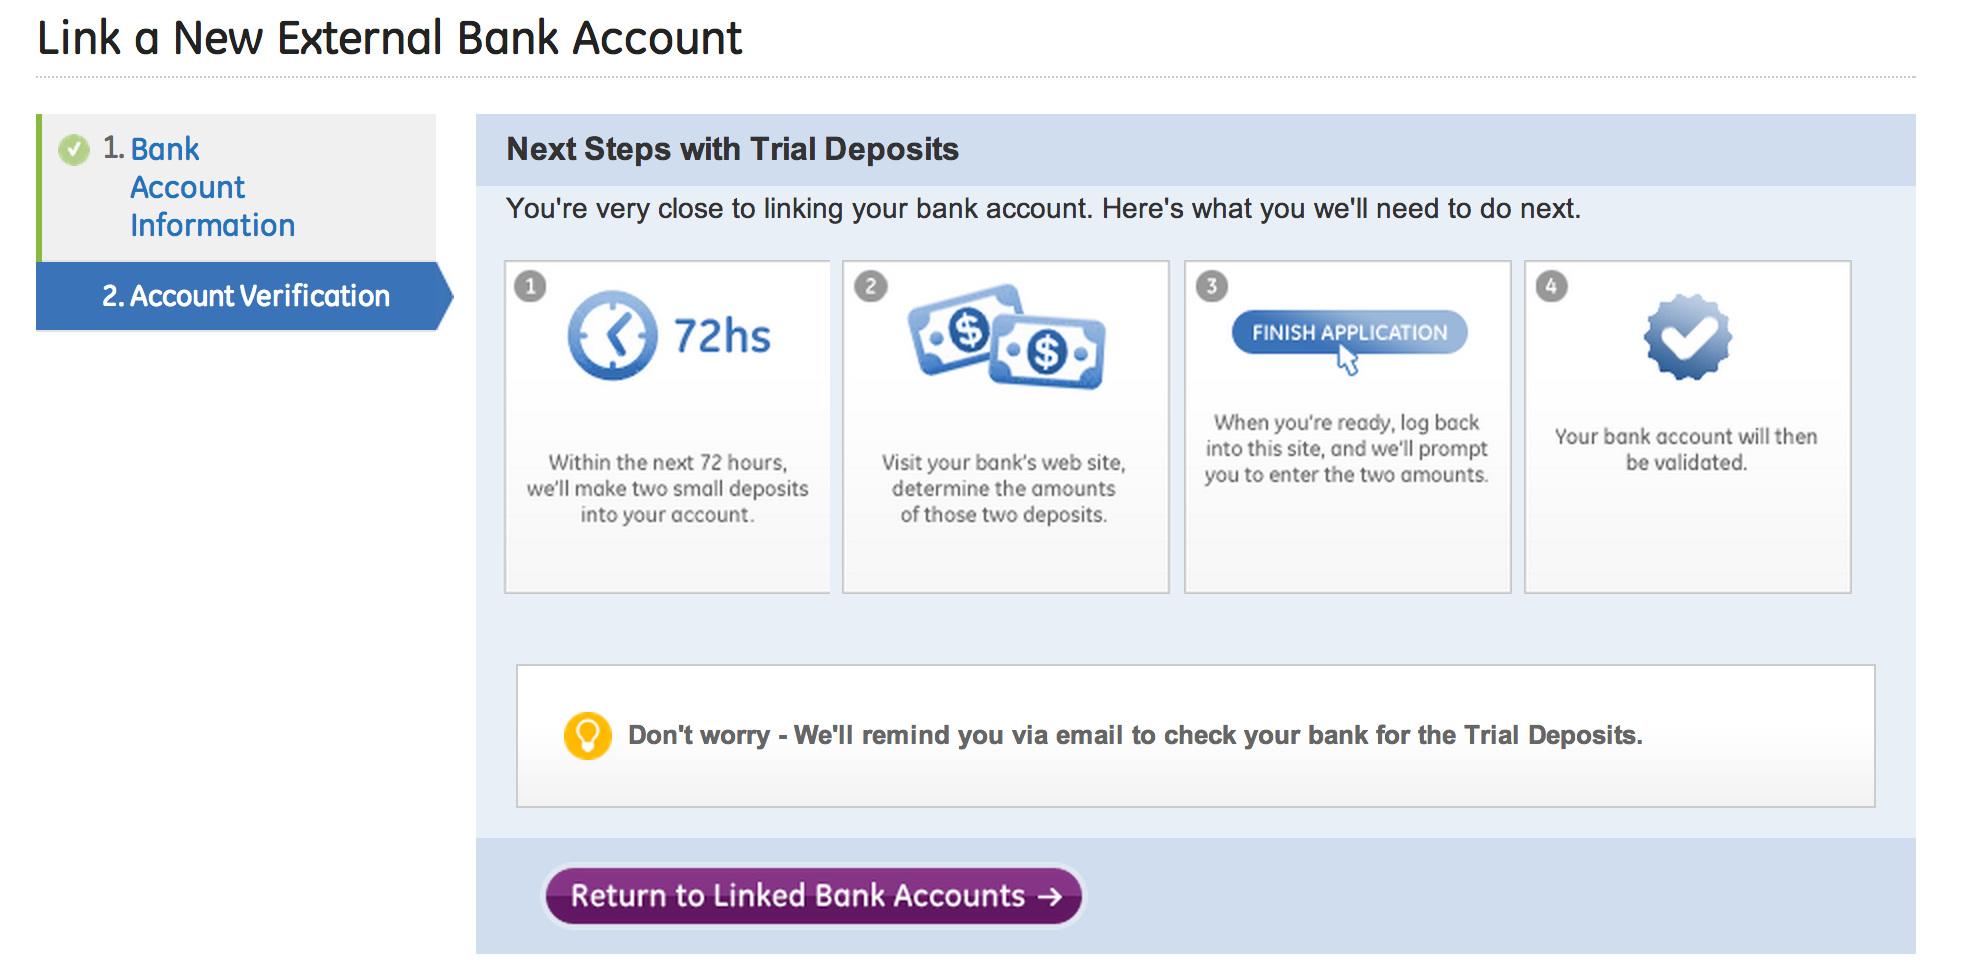 Link a New External Bank Account
1. Bank
Account
Information
2. Account Verification
Next Steps with Trial Deposits
You're very close to linking your bank account. Here's what you we'll need to do next.
1
72hs
Within the next 72 hours,
we'll make two small deposits
into your account.
2
$ $
Visit your bank's web site,
determine the amounts
of those two deposits.
3
FINISH APPLICATION
When you're ready, log back
into this site, and we'll prompt
you to enter the two amounts.
4
Your bank account will then
be validated.
Don't worry - We'll remind you via email to check your bank for the Trial Deposits.
Return to Linked Bank Accounts →